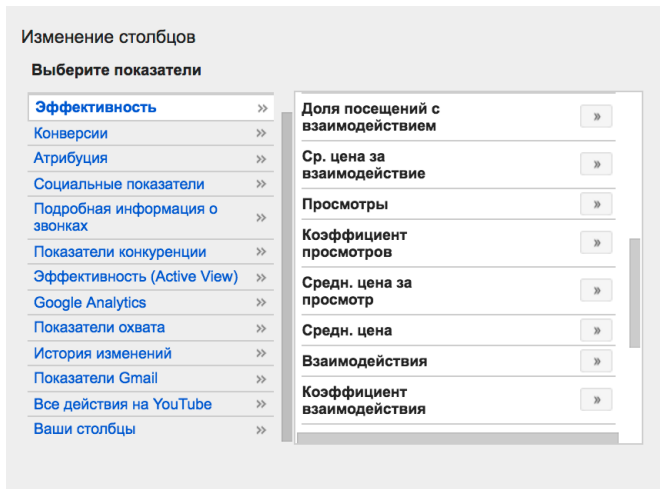 Изменение столбцов
Выберите показатели
Эффективность »
Конверсии »
Атрибуция »
Социальные показатели »
Подробная информация о
звонках »
Показатели конкуренции »
Эффективность (Active View) »
Google Analytics »
Показатели охвата »
История изменений »
Показатели Gmail »
Все действия на YouTube »
Ваши столбцы »
Доля посещений с
взаимодействием »
Ср. цена за
взаимодействие »
Просмотры »
Коэффициент
просмотров »
Средн. цена за
просмотр »
Средн. цена »
Взаимодействия »
Коэффициент
взаимодействия »